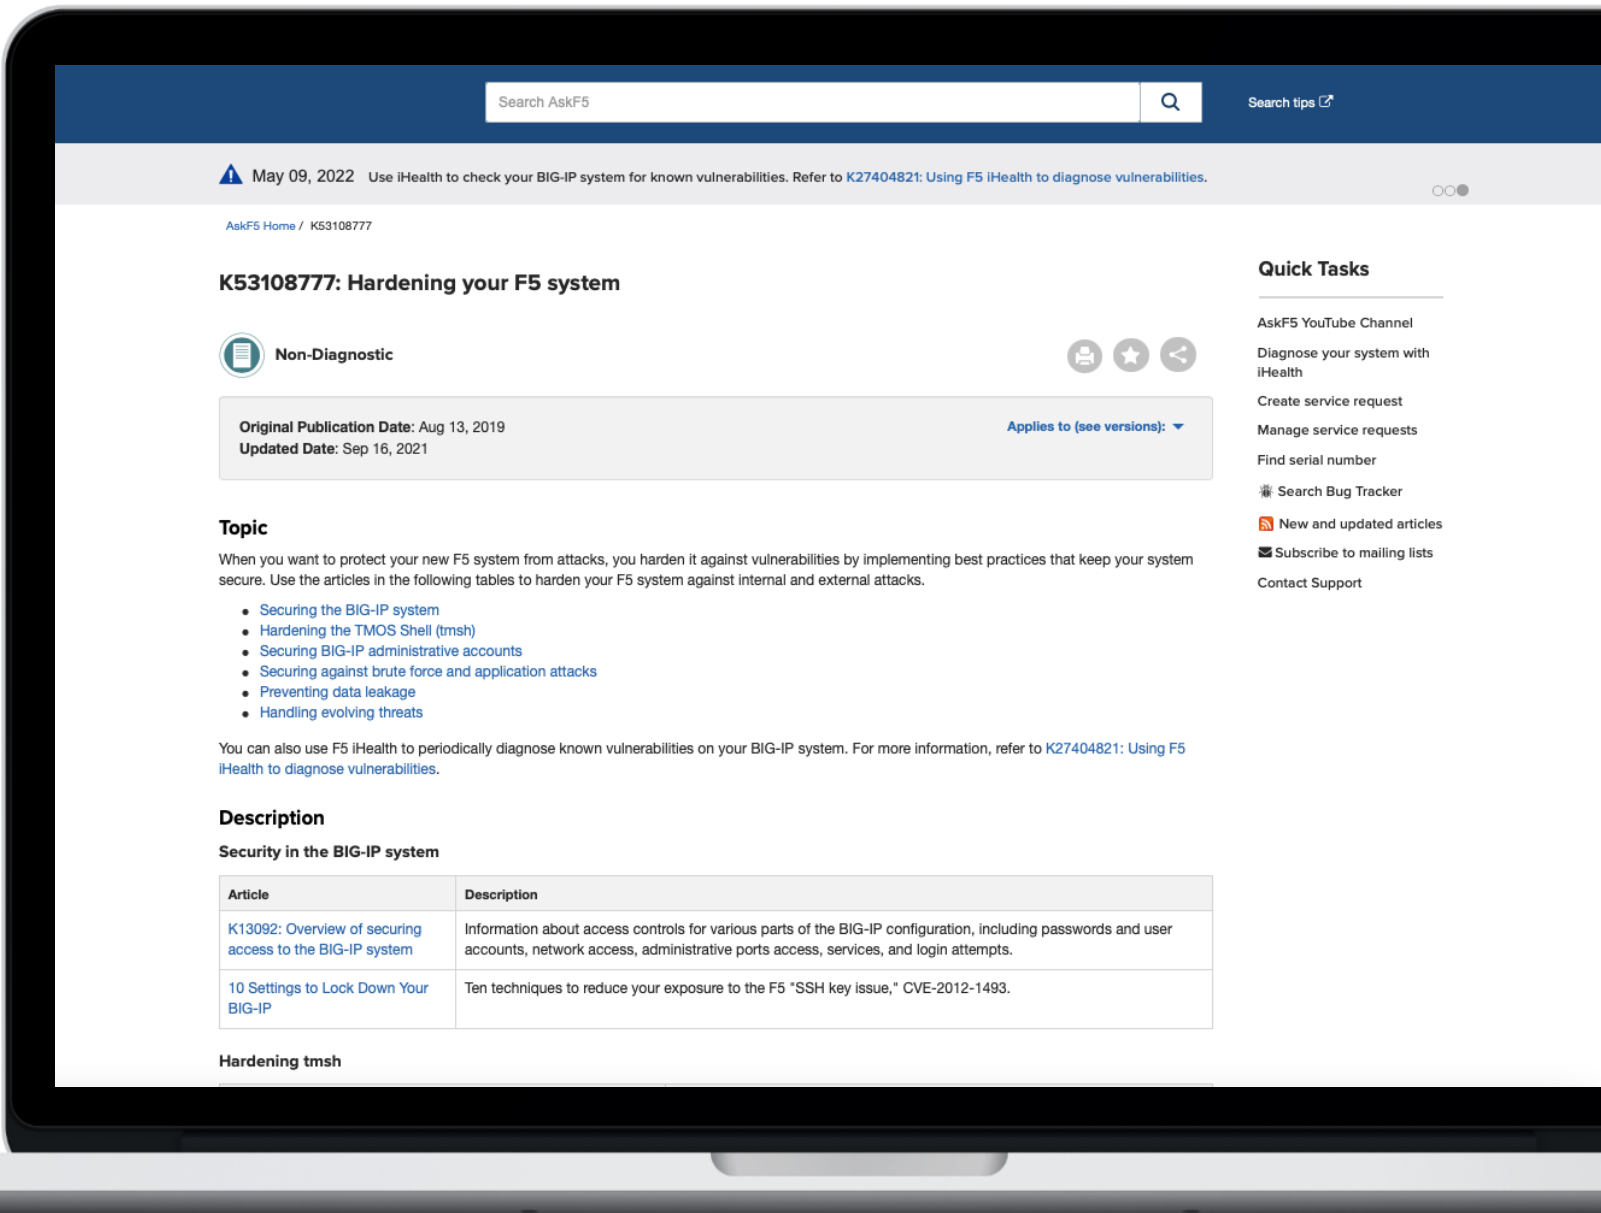 Search AskF5
Search tips
May 09, 2022 Use iHealth to check your BIG-IP system for known vulnerabilities. Refer to K27404821: Using F5 iHealth to diagnose vulnerabilities.
AskF5 Home / K53108777
K53108777: Hardening your F5 system
Non-Diagnostic
Original Publication Date: Aug 13, 2019
Updated Date: Sep 16, 2021
Applies to (see versions):
Topic
When you want to protect your new F5 system from attacks, you harden it against vulnerabilities by implementing best practices that keep your system
secure. Use the articles in the following tables to harden your F5 system against internal and external attacks.
Securing the BIG-IP system
Hardening the TMOS Shell (tmsh)
Securing BIG-IP administrative accounts
Securing against brute force and application attacks
Preventing data leakage
Handling evolving threats
You can also use F5 iHealth to periodically diagnose known vulnerabilities on your BIG-IP system. For more information, refer to K27404821: Using F5
iHealth to diagnose vulnerabilities.
Description
Security in the BIG-IP system
Article Description
K13092: Overview of securing
access to the BIG-IP system
Information about access controls for various parts of the BIG-IP configuration, including passwords and user
accounts, network access, administrative ports access, services, and login attempts.
10 Settings to Lock Down Your
BIG-IP
Ten techniques to reduce your exposure to the F5 "SSH key issue," CVE-2012-1493.
Hardening tmsh
Quick Tasks
AskF5 YouTube Channel
Diagnose your system with
iHealth
Create service request
Manage service requests
Find serial number
Search Bug Tracker
New and updated articles
Subscribe to mailing lists
Contact Support